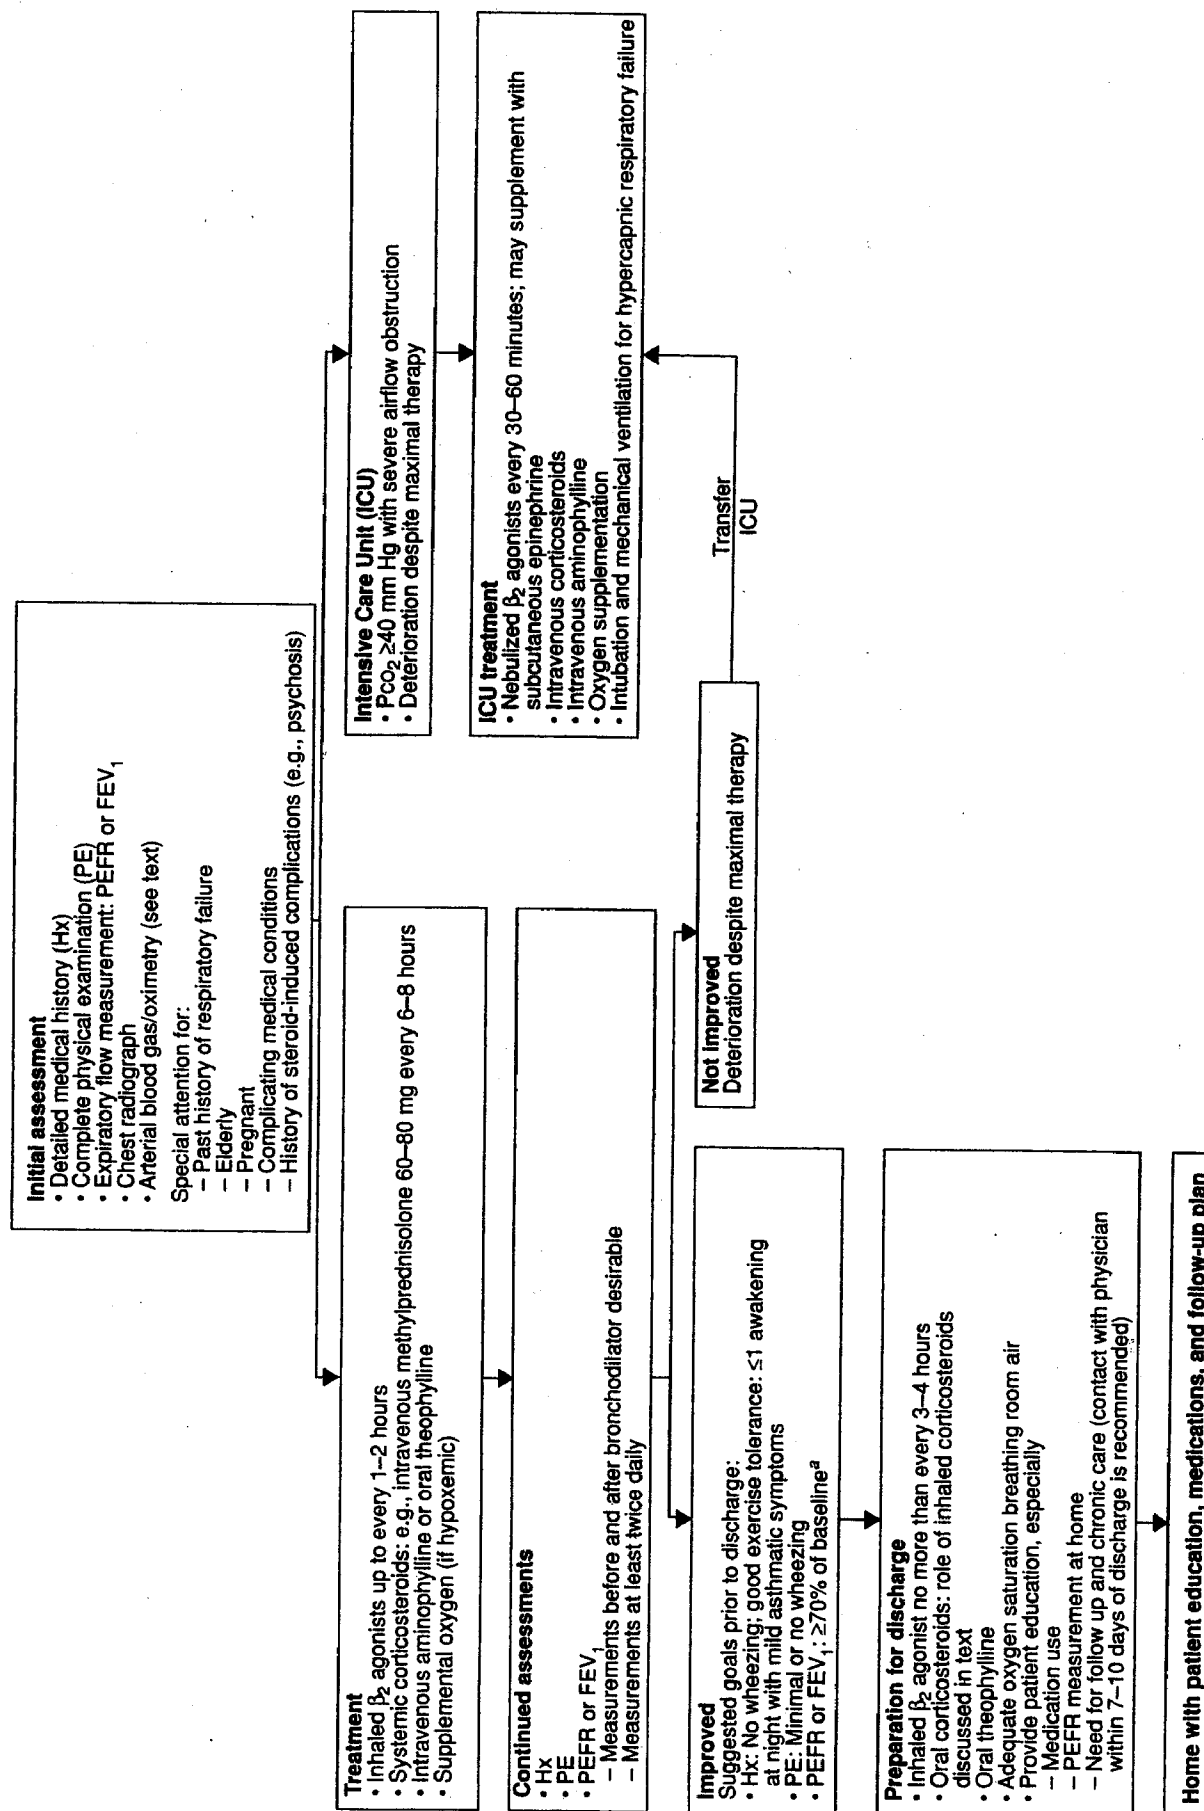 Initial assessment
• Detailed medical history (Hx)
• Complete physical examination (PE)
• Expiratory flow measurement: PEFR or FEV1
• Chest radiograph
• Arterial blood gas/oximetry (see text)
Special attention for:
– Past history of respiratory failure
– Elderly
– Pregnant
– Complicating medical conditions
– History of steroid-induced complications (e.g., psychosis)
Treatment
• Inhaled β2 agonists up to every 1–2 hours
• Systemic corticosteroids: e.g., intravenous methylprednisolone 60–80 mg every 6–8 hours
• Intravenous aminophylline or oral theophylline
• Supplemental oxygen (if hypoxemic)
Intensive Care Unit (ICU)
• PCO2 ≥40 mm Hg with severe airflow obstruction
• Deterioration despite maximal therapy
Continued assessments
• Hx
• PE
• PEFR or FEV1
– Measurements before and after bronchodilator desirable
– Measurements at least twice daily
ICU treatment
• Nebulized β2 agonists every 30–60 minutes; may supplement with
subcutaneous epinephrine
• Intravenous corticosteroids
• Intravenous aminophylline
• Oxygen supplementation
• Intubation and mechanical ventilation for hypercapnic respiratory failure
Improved
Suggested goals prior to discharge:
• Hx: No wheezing; good exercise tolerance: ≤1 awakening
at night with mild asthmatic symptoms
• PE: Minimal or no wheezing
• PEFR or FEV1: ≥70% of baselineª
Not improved
Deterioration despite maximal therapy
Transfer
ICU
Preparation for discharge
• Inhaled β2 agonist no more than every 3–4 hours
• Oral corticosteroids: role of inhaled corticosteroids
discussed in text
• Oral theophylline
• Adequate oxygen saturation breathing room air
• Provide patient education, especially
– Medication use
– PEFR measurement at home
– Need for follow up and chronic care (contact with physician
within 7–10 days of discharge is recommended)
Home with patient education, medications, and follow-up plan